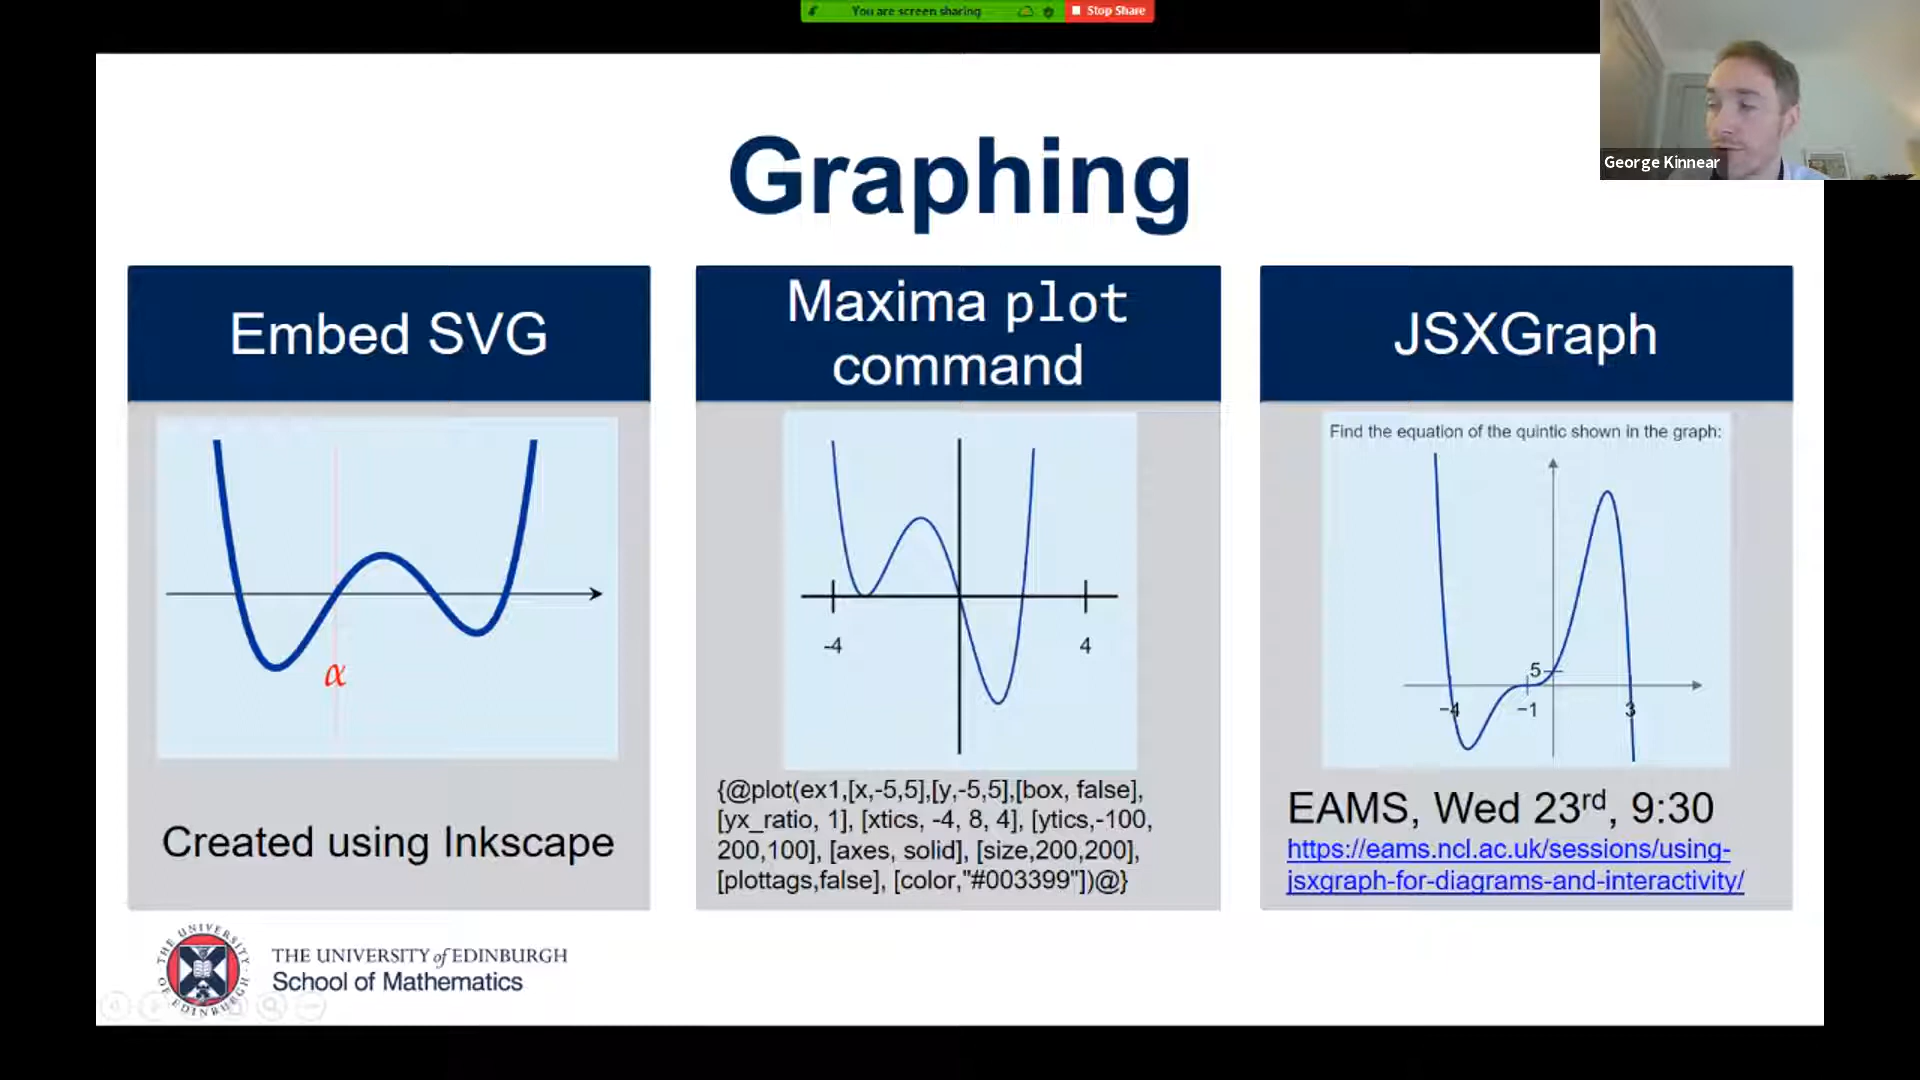 You are screen sharing
Stop Share
George Kinnear
Graphing
Embed SVG
α
Created using Inkscape
Maxima plot
command
-4
4
{@plot(ex1,[x,-5,5],[y,-5,5],[box, false],
[yx_ratio, 1], [xtics, -4, 8, 4], [ytics,-100,
200,100], [axes, solid], [size,200,200],
[plottags,false], [color,"#003399"])@}
JSXGraph
Find the equation of the quintic shown in the graph:
5
−4
−1
3
EAMS, Wed 23rd, 9:30
https://eams.ncl.ac.uk/sessions/using-
jsxgraph-for-diagrams-and-interactivity/
THE UNIVERSITY OF EDINBURGH
THE UNIVERSITY of EDINBURGH
School of Mathematics